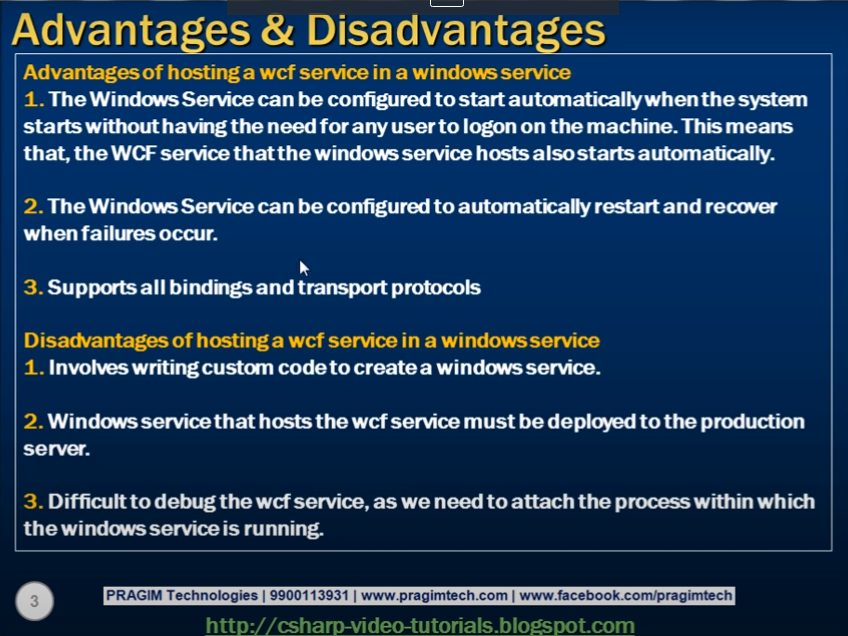 Advantages & Disadvantages
Advantages of hosting a wcf service in a windows service
1. The Windows Service can be configured to start automatically when the system
starts without having the need for any user to logon on the machine. This means
that, the WCF service that the windows service hosts also starts automatically.
2. The Windows Service can be configured to automatically restart and recover
when failures occur.
3. Supports all bindings and transport protocols
Disadvantages of hosting a wcf service in a windows service
1. Involves writing custom code to create a windows service.
2. Windows service that hosts the wcf service must be deployed to the production
server.
3. Difficult to debug the wcf service, as we need to attach the process within which
the windows service is running.
3
PRAGIM Technologies | 9900113931 | www.pragimtech.com | www.facebook.com/pragimtech
http://csharp-video-tutorials.blogspot.com